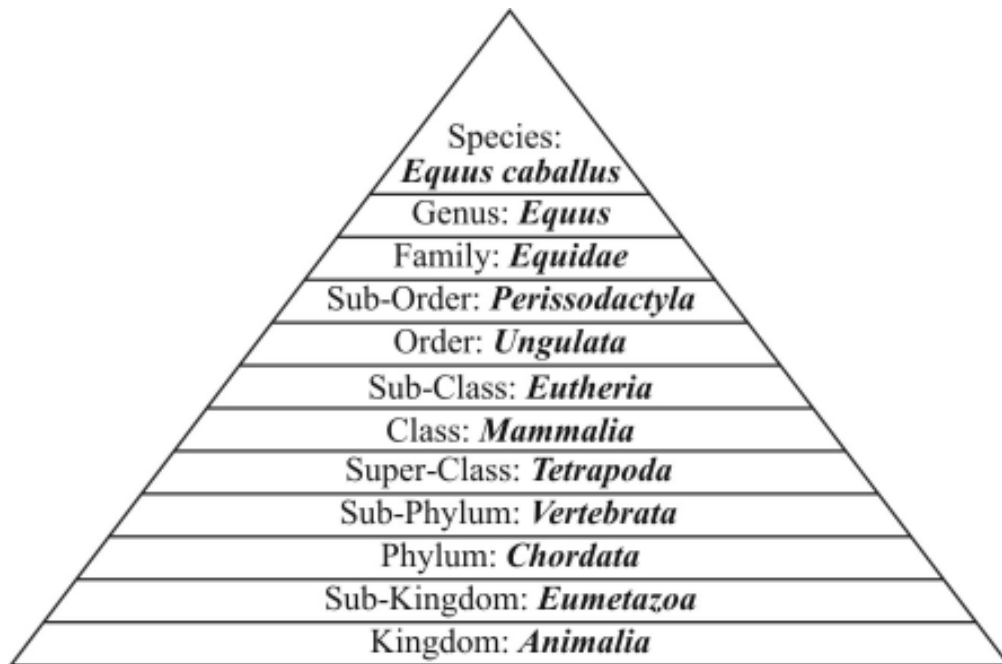 Species:
Equus caballus
Genus: Equus
Family: Equidae
Sub-Order: Perissodactyla
Order: Ungulata
Sub-Class: Eutheria
Class: Mammalia
Super-Class: Tetrapoda
Sub-Phylum: Vertebrata
Phylum: Chordata
Sub-Kingdom: Eumetazoa
Kingdom: Animalia